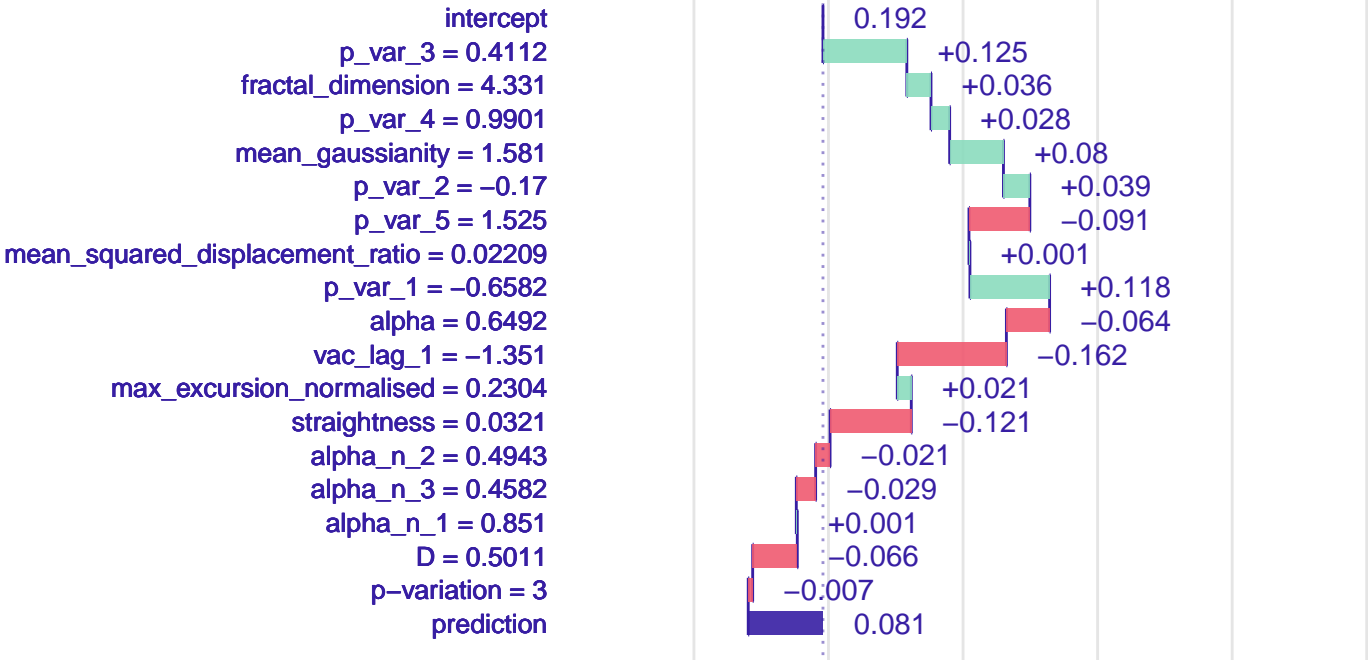 intercept 0.192
p_var_3 = 0.4112 +0.125
fractal_dimension = 4.331 +0.036
p_var_4 = 0.9901 +0.028
mean_gaussianity = 1.581 +0.08
p_var_2 = −0.17 +0.039
p_var_5 = 1.525 −0.091
mean_squared_displacement_ratio = 0.02209 +0.001
p_var_1 = −0.6582 +0.118
alpha = 0.6492 −0.064
vac_lag_1 = −1.351 −0.162
max_excursion_normalised = 0.2304 +0.021
straightness = 0.0321 −0.121
alpha_n_2 = 0.4943 −0.021
alpha_n_3 = 0.4582 −0.029
alpha_n_1 = 0.851 +0.001
D = 0.5011 −0.066
p−variation = 3 −0.007
prediction 0.081